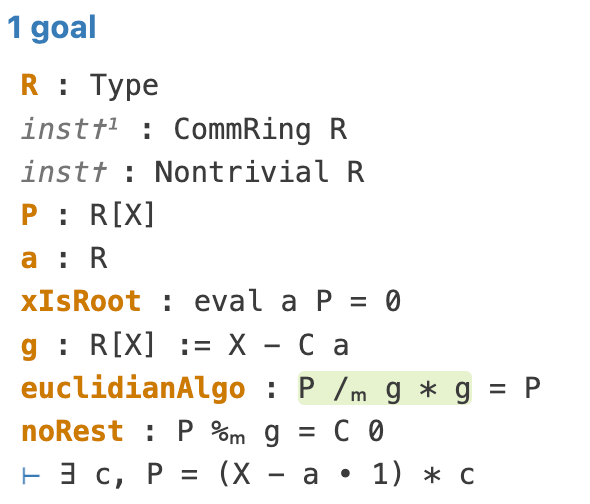 1 goal
R : Type
inst†¹ : CommRing R
inst† : Nontrivial R
P : R[X]
a : R
xIsRoot : eval a P = 0
g : R[X] := X - C a
euclidianAlgo : P /ₘ g * g = P
noRest : P %ₘ g = C 0
⊢ ∃ c, P = (X - a • 1) * c